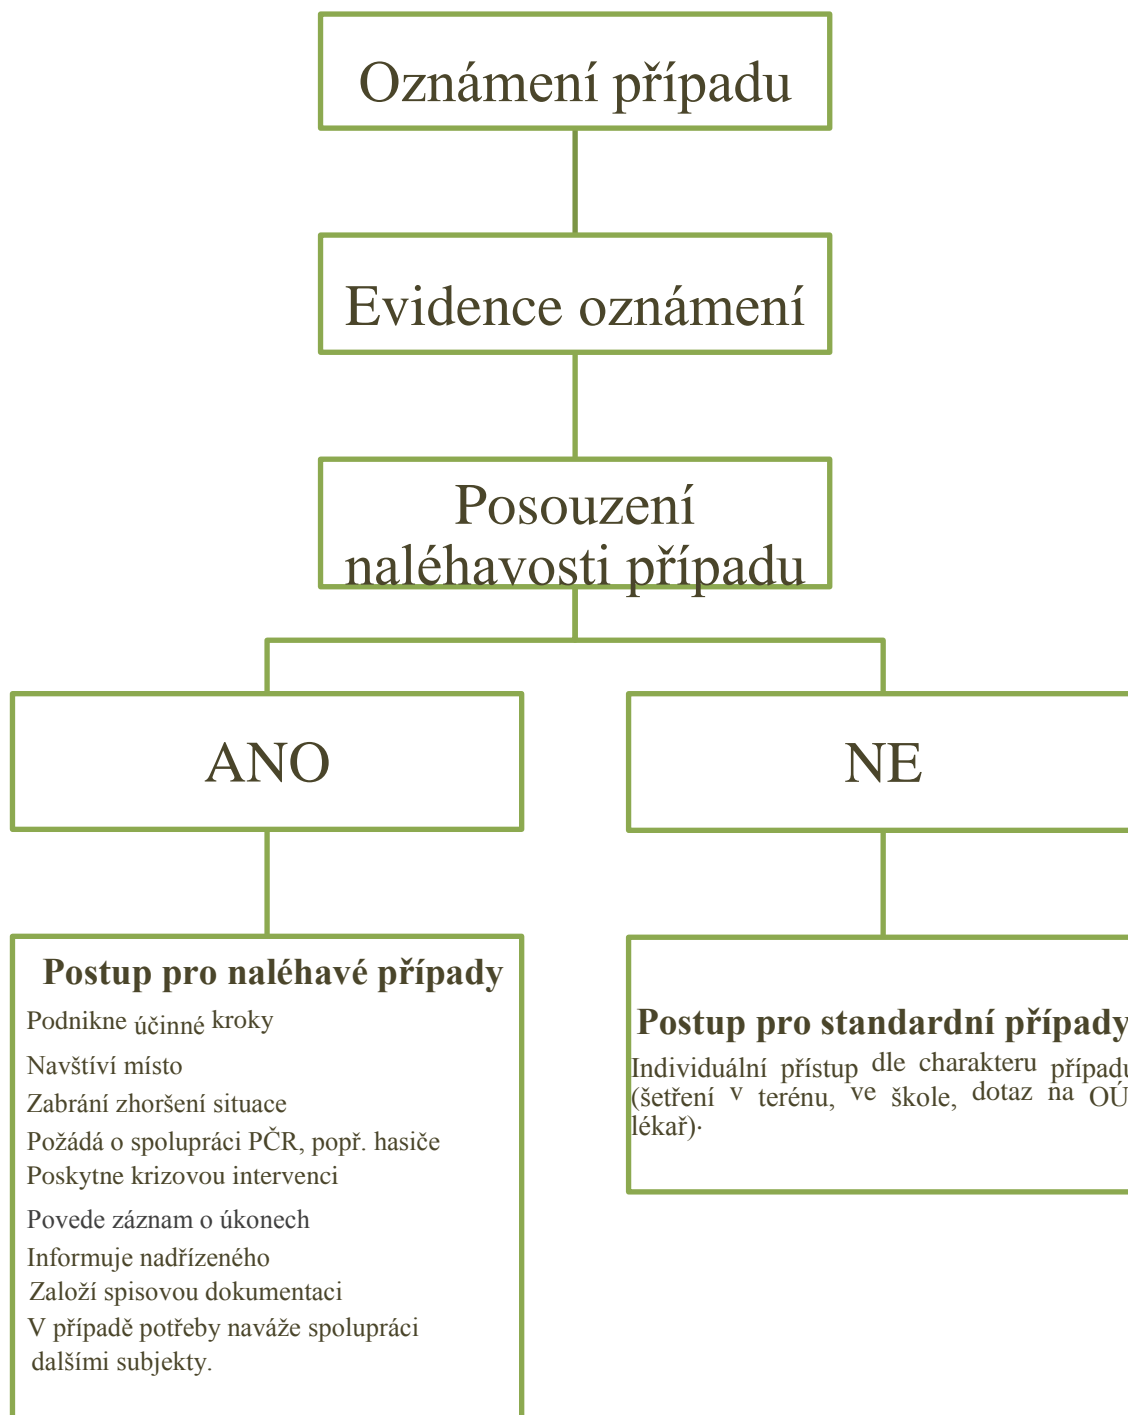 Oznámení případu
Evidence oznámení
Posouzení
naléhavosti případu
ANO
NE
Postup pro naléhavé případy
Podnikne účinné kroky
Navštíví místo
Zabrání zhoršení situace
Požádá o spolupráci PČR, popř. hasiče
Poskytne krizovou intervenci
Povede záznam o úkonech
Informuje nadřízeného
Založí spisovou dokumentaci
V případě potřeby naváže spolupráci
dalšími subjekty.
Postup pro standardní případy
Individuální přístup dle charakteru případu
(šetření v terénu, ve škole, dotaz na OÚ
lékař).